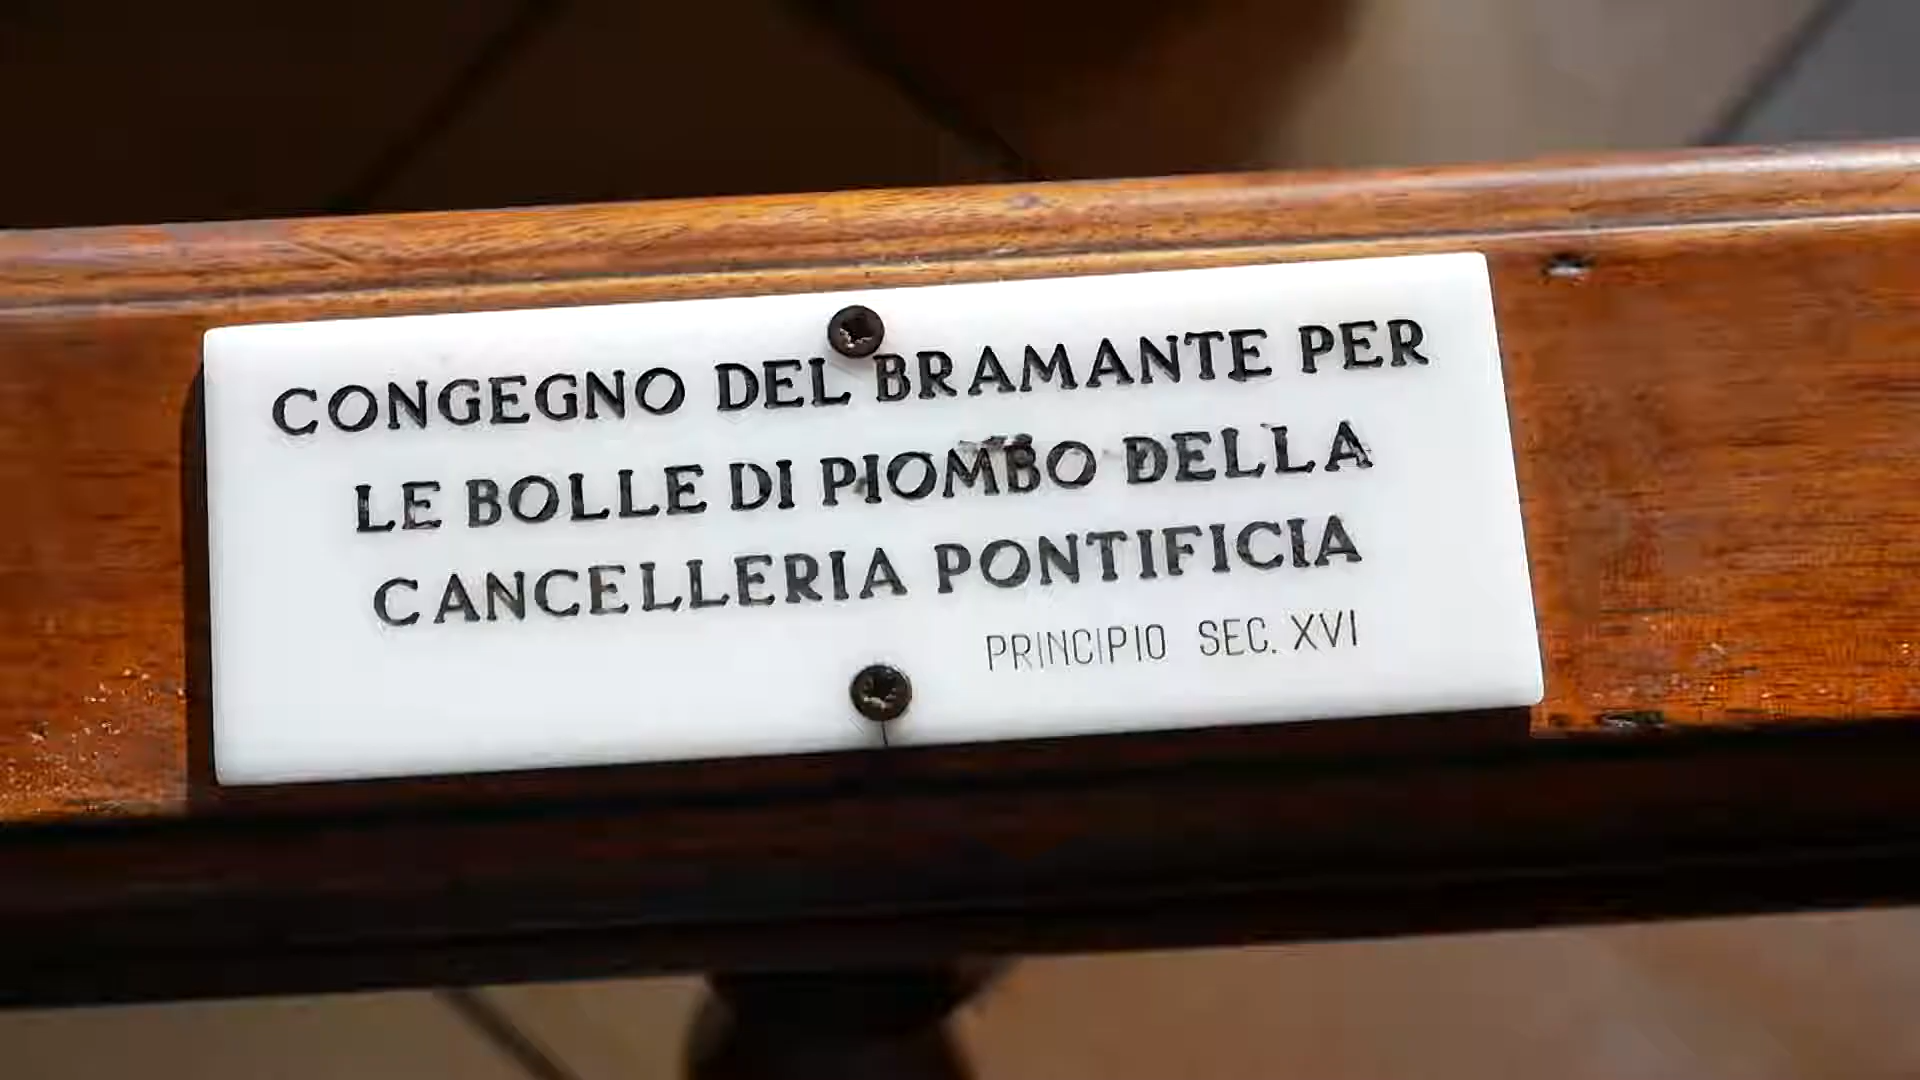 CONGEGNO DEL BRAMANTE PER
LE BOLLE DI PIOMBO DELLA
CANCELLERIA PONTIFICIA
PRINCIPIO SEC. XVI